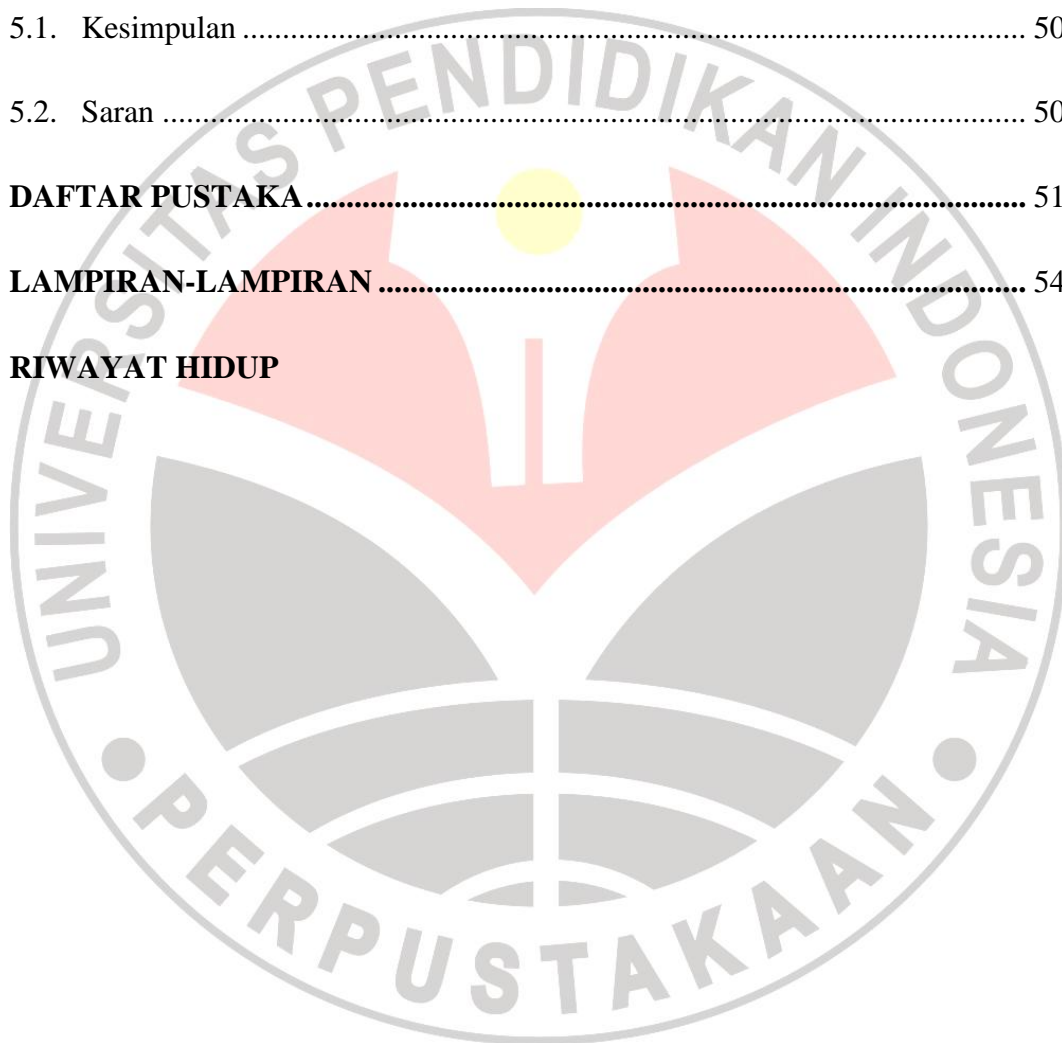 5.1. Kesimpulan .................................................................................................. 50
5.2. Saran ............................................................................................................ 50
DAFTAR PUSTAKA .......................................................................................... 51
LAMPIRAN-LAMPIRAN ................................................................................. 54
RIWAYAT HIDUP
UNIVERSITAS PENDIDIKAN INDONESIA
PERPUSTAKAAN